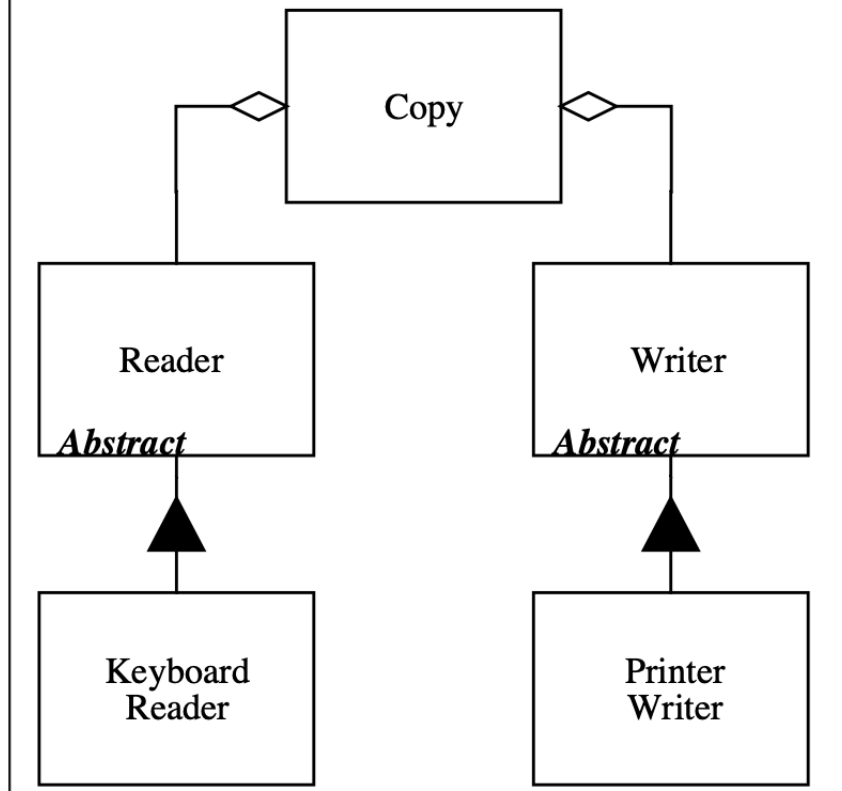 Copy
Reader
Abstract
Writer
Abstract
Keyboard
Reader
Printer
Writer